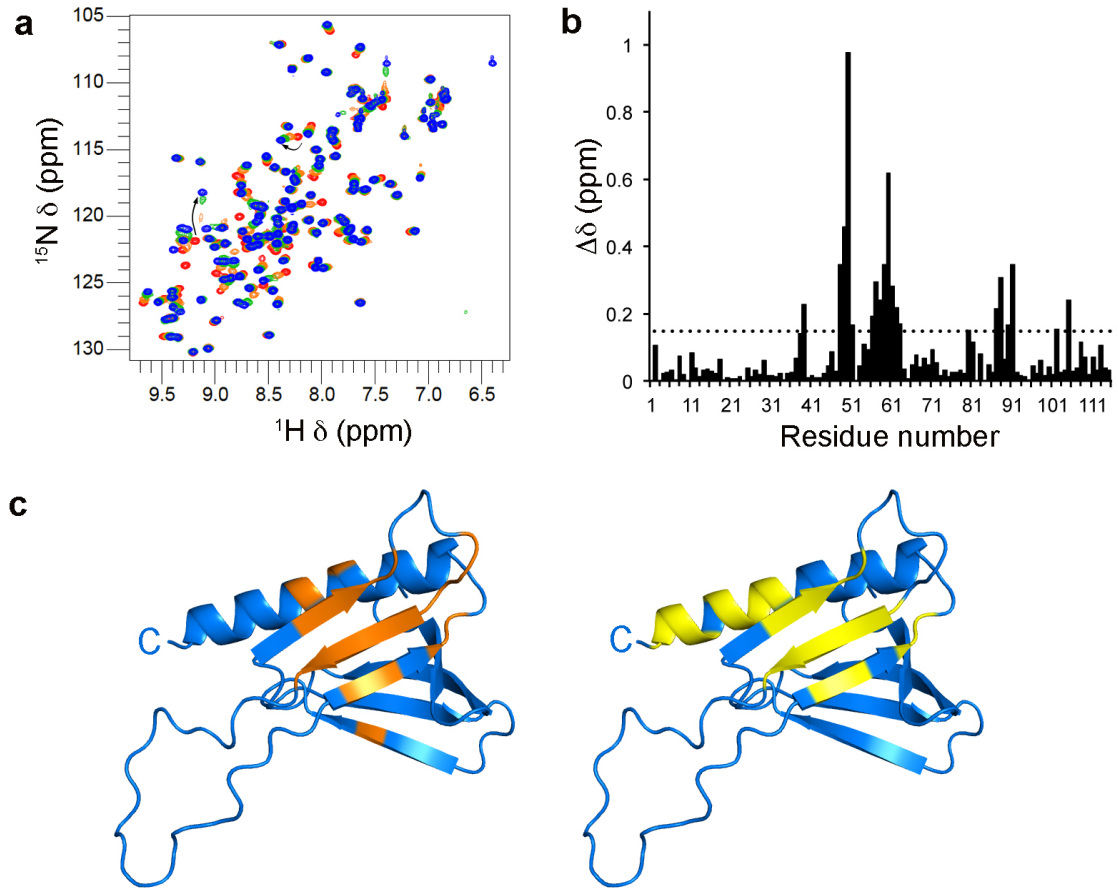 a
105
110
115
120
125
130
¹⁵N δ (ppm)
9.5 9.0 8.5 8.0 7.5 7.0 6.5
¹H δ (ppm)
b
1
0.8
0.6
0.4
0.2
0
Δδ (ppm)
1 11 21 31 41 51 61 71 81 91 101 111
Residue number
c
C
C